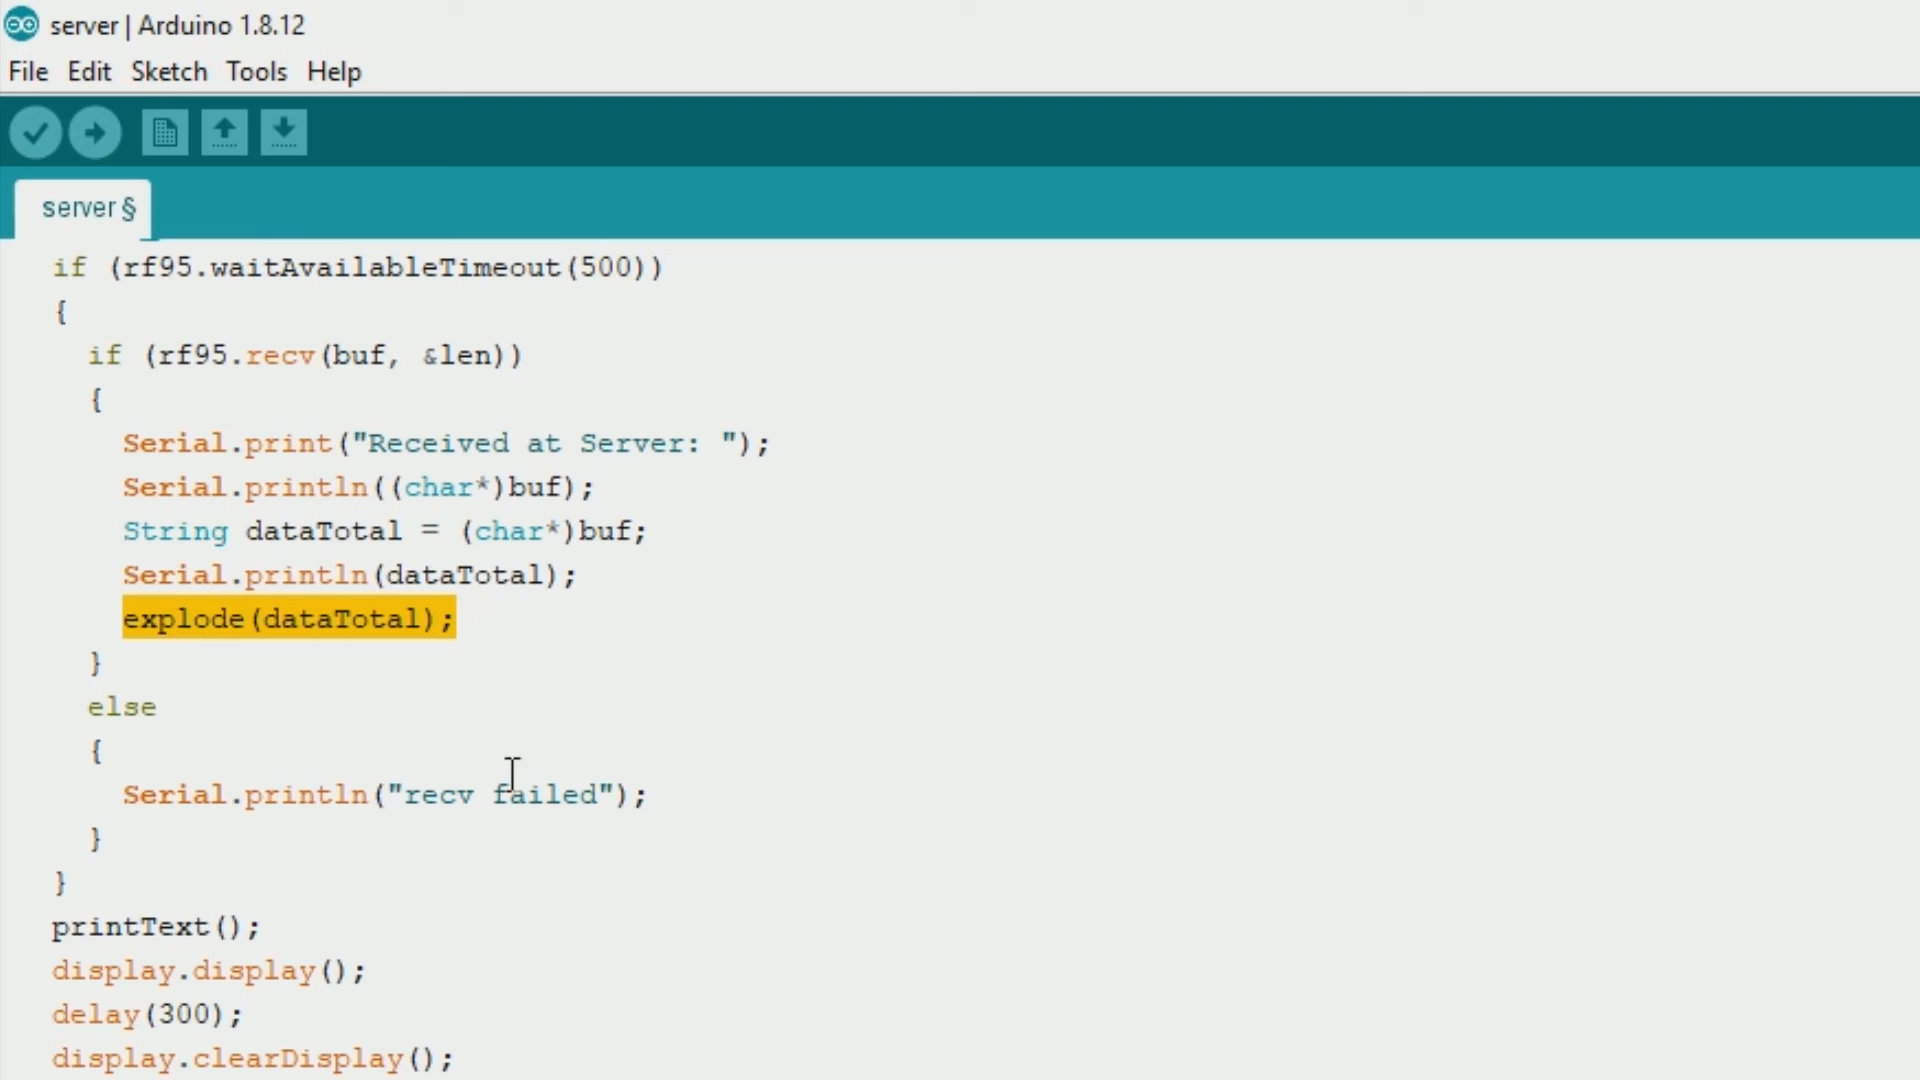 server | Arduino 1.8.12
File Edit Sketch Tools Help
server §
if (rf95.waitAvailableTimeout(500))
{
if (rf95.recv(buf, &len))
{
Serial.print("Received at Server: ");
Serial.println((char*)buf);
String dataTotal = (char*)buf;
Serial.println(dataTotal);
explode(dataTotal);
}
else
{
Serial.println("recv failed");
}
}
printText();
display.display();
delay(300);
display.clearDisplay();